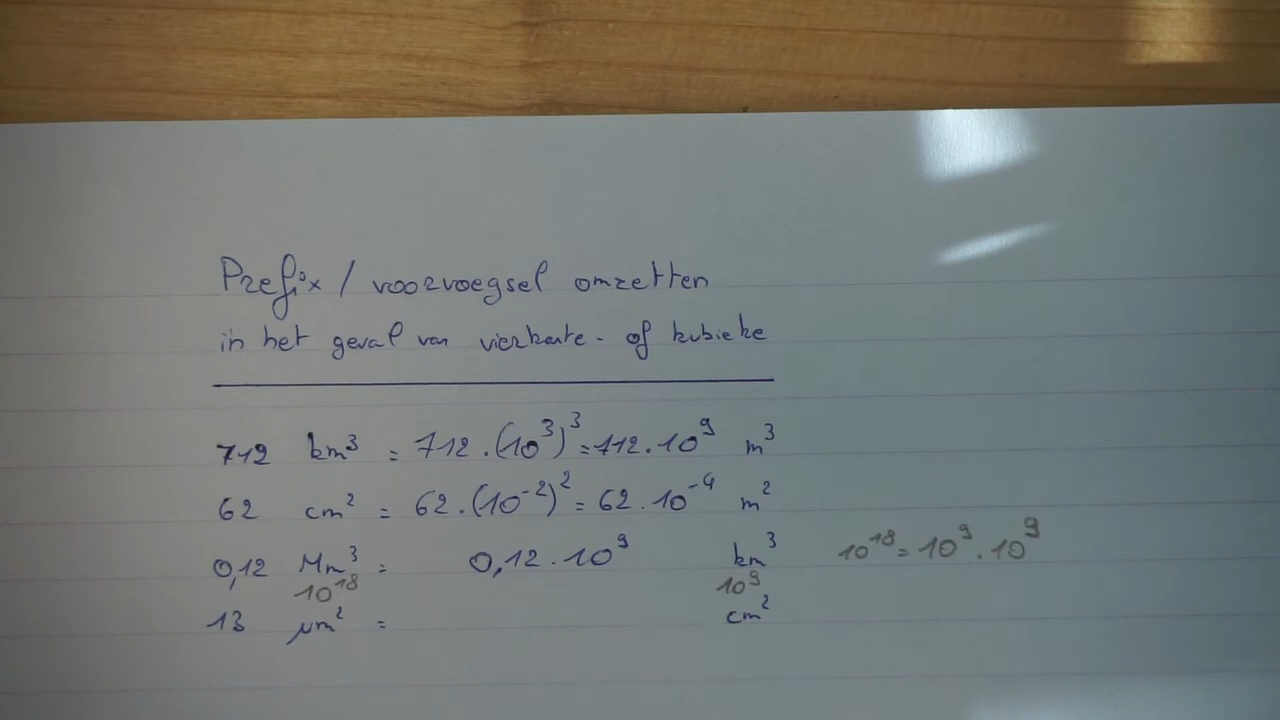 Prefix / voorvoegsel omzetten
in het geval van vierkante- of kubieke
712 km³ = 712.(10³)³ = 712.10⁹ m³
62 cm² = 62.(10⁻²)² = 62.10⁻⁴ m²
0,12 Mm³ = 0,12.10⁹ km³ 10¹⁸ = 10⁹.10⁹
10¹⁸ 10⁹
13 μm² = cm²